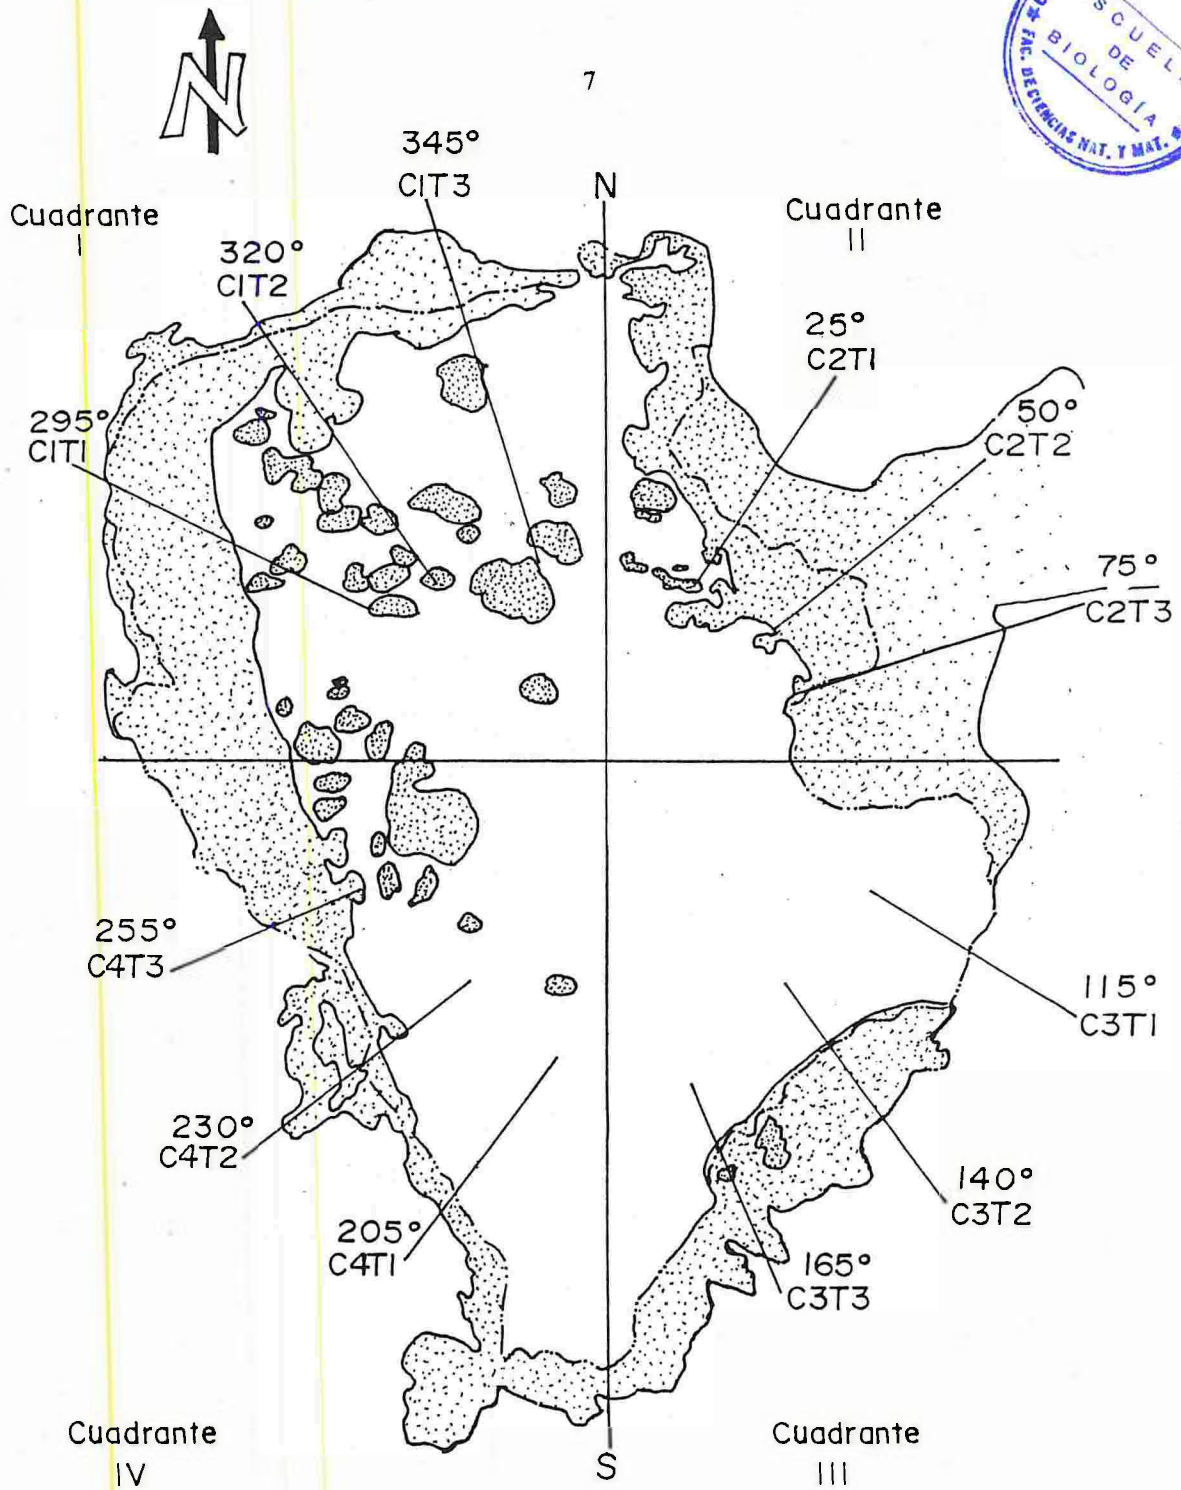 N
7
SCUEL
DE
BIOLOGÍA
FAC. DE CIENCIAS NAT. Y MAT.
345°
C1T3
N
Cuadrante
I
Cuadrante
II
320°
C1T2
25°
C2T1
295°
C1T1
50°
C2T2
75°
C2T3
255°
C4T3
115°
C3T1
230°
C4T2
140°
C3T2
205°
C4T1
165°
C3T3
Cuadrante
IV
S
Cuadrante
III